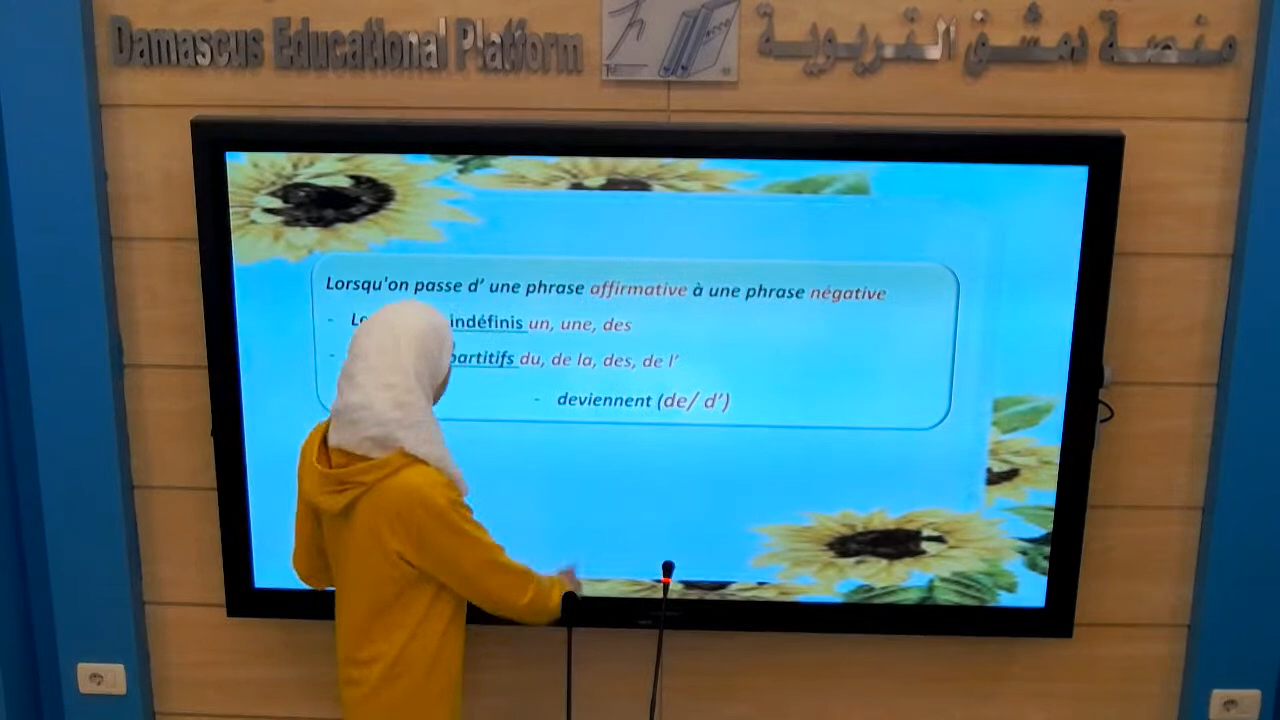 Damascus Educational Platform
منصة دمشق التربوية
Lorsqu'on passe d' une phrase affirmative à une phrase négative
- indéfinis un, une, des
- partitifs du, de la, des, de l'
- deviennent (de/ d')